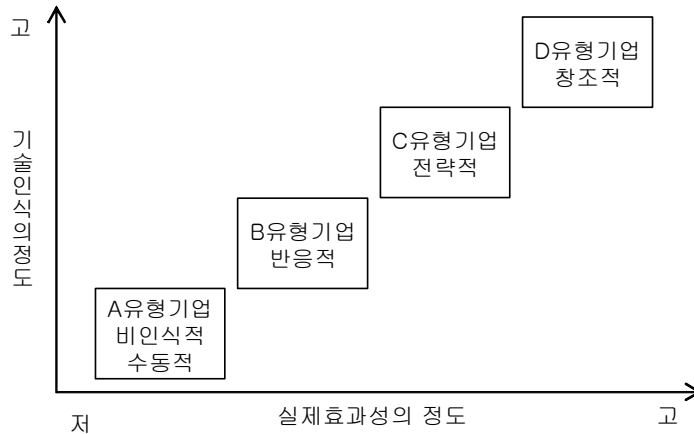 고
D유형기업
창조적
C유형기업
전략적
기술인식의정도
B유형기업
반응적
A유형기업
비인식적
수동적
저
실제효과성의 정도
고